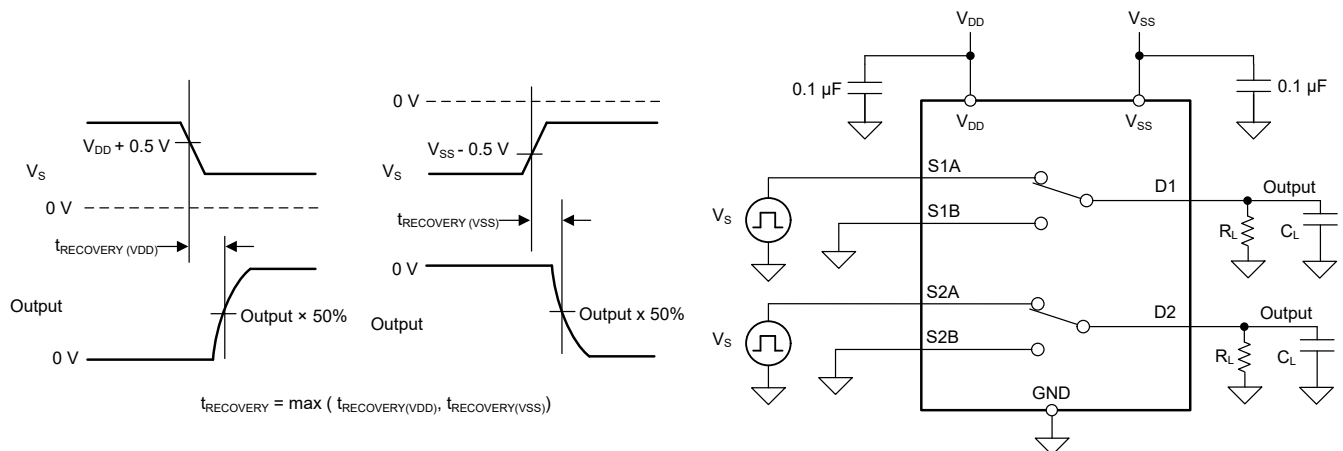 0 V
V_DD + 0.5 V
V_S
0 V
t_RECOVERY (VDD)
Output
Output × 50%
0 V
0 V
V_SS - 0.5 V
V_S
t_RECOVERY (VSS)
0 V
Output x 50%
Output
t_RECOVERY = max ( t_RECOVERY(VDD), t_RECOVERY(VSS))
V_DD
V_SS
0.1 µF
0.1 µF
V_DD
V_SS
S1A
D1
Output
V_S
S1B
R_L
C_L
S2A
D2
Output
V_S
S2B
R_L
C_L
GND